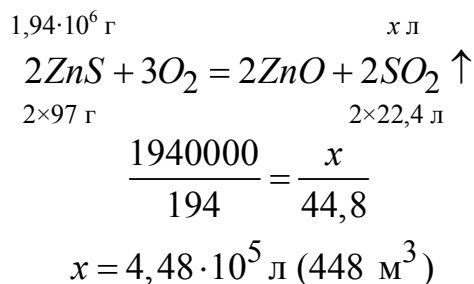 1,94·10⁶ г x л
2ZnS + 3O₂ = 2ZnO + 2SO₂ ↑
2×97 г 2×22,4 л
1940000 / 194 = x / 44,8
x = 4,48·10⁵ л (448 м³)